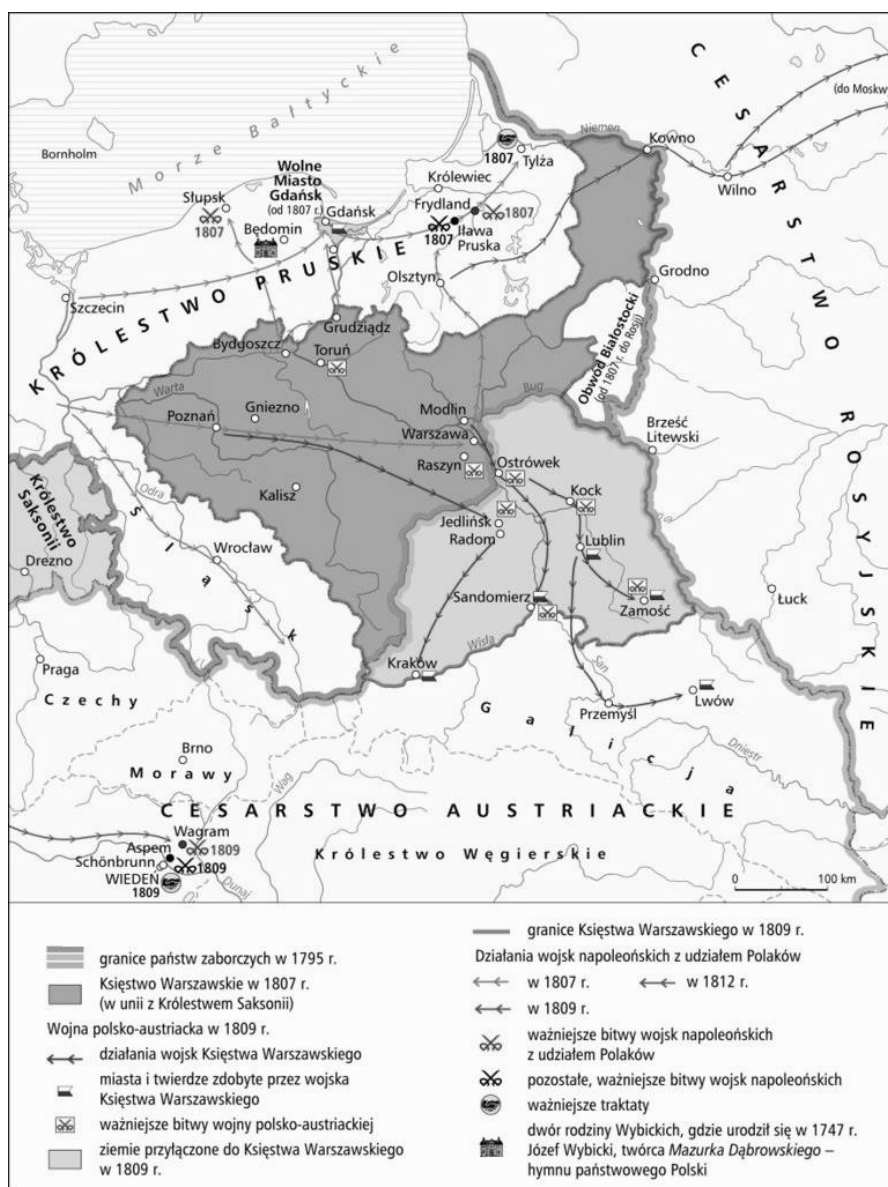 CESARSTWO ROSYJSKIE
(do Moskwy
Morze Bałtyckie
Bornholm
Niemen
Kowno
1807
Tylża
Wilno
Wolne
Miasto
Gdańsk
(od 1807 r.)
Królewiec
Słupsk
1807
Gdańsk
Frydland
1807
Będomin
1807
Iława
Pruska
KRÓLESTWO PRUSKIE
Olsztyn
Grodno
Szczecin
Grudziądz
Bydgoszcz
Toruń
Obwód Białostocki
(od 1807 r. do Rosji)
Warta
Bug
Poznań
Gniezno
Modlin
Warszawa
Brześć
Litewski
Raszyn
Ostrówek
Królestwo
Saksonii
Odra
Kalisz
Kock
Śląsk
Jedlińsk
Radom
Lublin
Drezno
Wrocław
Sandomierz
Zamość
Łuck
Wisła
San
Praga
Kraków
Czechy
Galicja
Przemyśl
Lwów
Dniestr
Brno
Morawy
Wag
CESARSTWO AUSTRIACKIE
Wagram
1809
Aspern
Królestwo Węgierskie
Schönbrunn
1809
WIEDEŃ
1809
Dunaj
0 100 km
granice państw zaborczych w 1795 r.
Księstwo Warszawskie w 1807 r.
(w unii z Królestwem Saksonii)
Wojna polsko-austriacka w 1809 r.
działania wojsk Księstwa Warszawskiego
miasta i twierdze zdobyte przez wojska
Księstwa Warszawskiego
ważniejsze bitwy wojny polsko-austriackiej
ziemie przyłączone do Księstwa Warszawskiego
w 1809 r.
granice Księstwa Warszawskiego w 1809 r.
Działania wojsk napoleońskich z udziałem Polaków
w 1807 r.
w 1812 r.
w 1809 r.
ważniejsze bitwy wojsk napoleońskich
z udziałem Polaków
pozostałe, ważniejsze bitwy wojsk napoleońskich
ważniejsze traktaty
dwór rodziny Wybickich, gdzie urodził się w 1747 r.
Józef Wybicki, twórca Mazurka Dąbrowskiego –
hymnu państwowego Polski